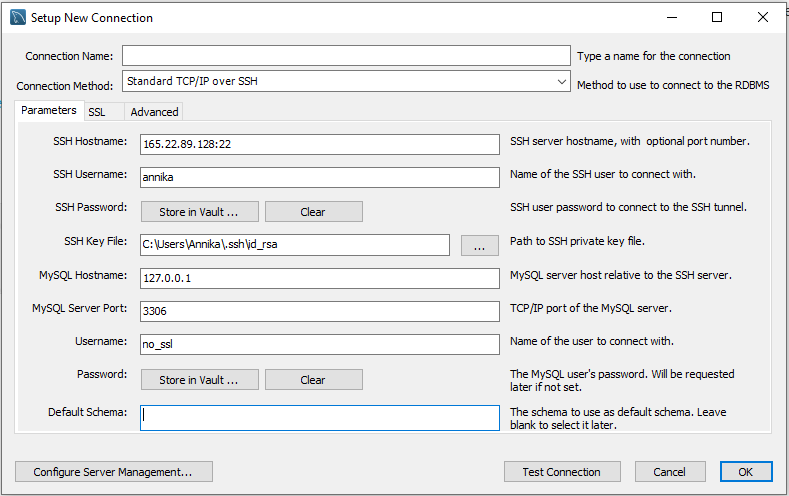 Setup New Connection
Connection Name: Type a name for the connection
Connection Method: Standard TCP/IP over SSH Method to use to connect to the RDBMS
Parameters SSL Advanced
SSH Hostname: 165.22.89.128:22 SSH server hostname, with optional port number.
SSH Username: annika Name of the SSH user to connect with.
SSH Password: Store in Vault ... Clear SSH user password to connect to the SSH tunnel.
SSH Key File: C:\Users\Annika\.ssh\id_rsa ... Path to SSH private key file.
MySQL Hostname: 127.0.0.1 MySQL server host relative to the SSH server.
MySQL Server Port: 3306 TCP/IP port of the MySQL server.
Username: no_ssl Name of the user to connect with.
Password: Store in Vault ... Clear The MySQL user's password. Will be requested
later if not set.
Default Schema: The schema to use as default schema. Leave
blank to select it later.
Configure Server Management... Test Connection Cancel OK